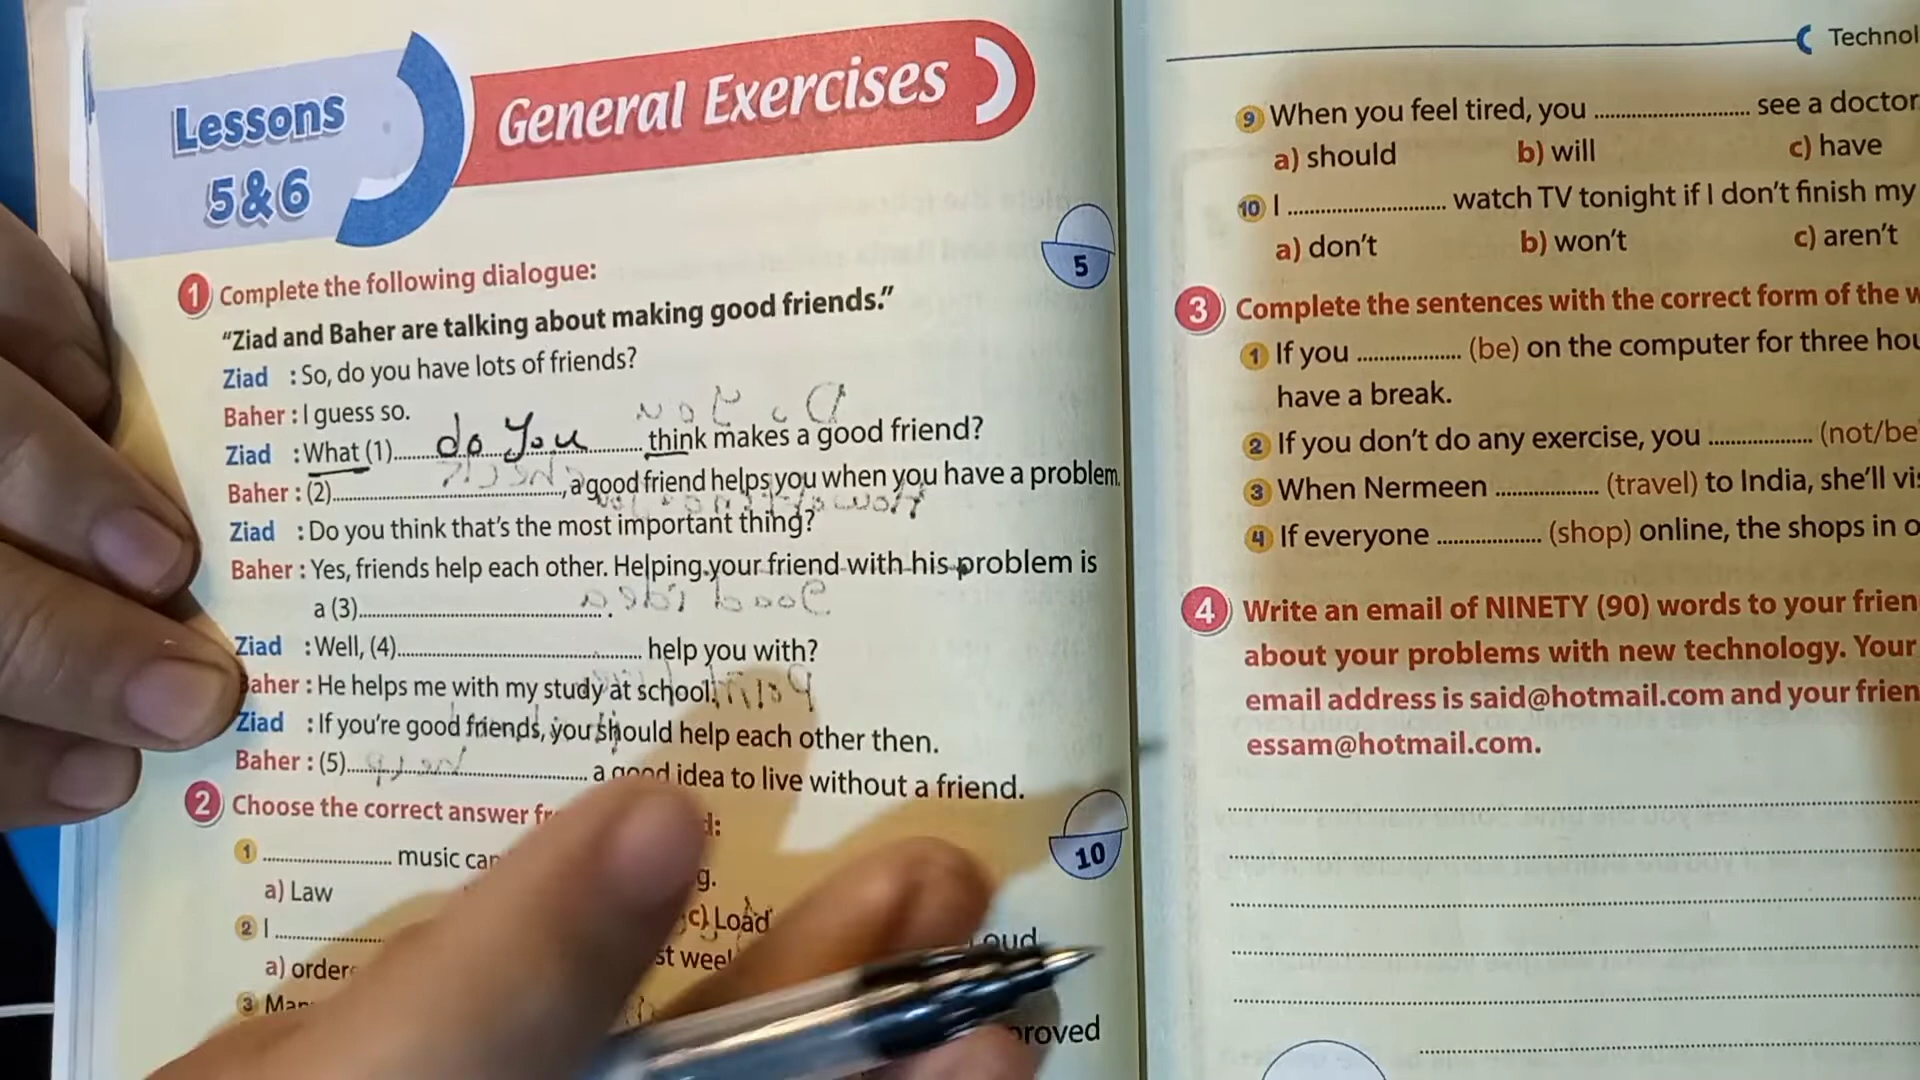 Lessons
5&6
General Exercises
5
1 Complete the following dialogue:
"Ziad and Baher are talking about making good friends."
Ziad : So, do you have lots of friends?
Baher : I guess so.
Ziad : What (1)........ do you ........ think makes a good friend?
Baher : (2)................, a good friend helps you when you have a problem.
Ziad : Do you think that's the most important thing?
Baher : Yes, friends help each other. Helping your friend with his problem is
a (3)................ .
Ziad : Well, (4)................ help you with?
Baher : He helps me with my study at school.
Ziad : If you're good friends, you should help each other then.
Baher : (5)................ a good idea to live without a friend.
10
2 Choose the correct answer
1 ................ music
a) Law
c) Load
2 I ................
a)
3
Technol
9 When you feel tired, you ................ see a doctor
a) should b) will c) have
10 I ................ watch TV tonight if I don't finish my
a) don't b) won't c) aren't
3 Complete the sentences with the correct form of the
1 If you ................ (be) on the computer for three
have a break.
2 If you don't do any exercise, you ................ (not/be
3 When Nermeen ................ (travel) to India, she'll
4 If everyone ................ (shop) online, the shops in
4 Write an email of NINETY (90) words to your
about your problems with new technology. Your
email address is said@hotmail.com and your
essam@hotmail.com.